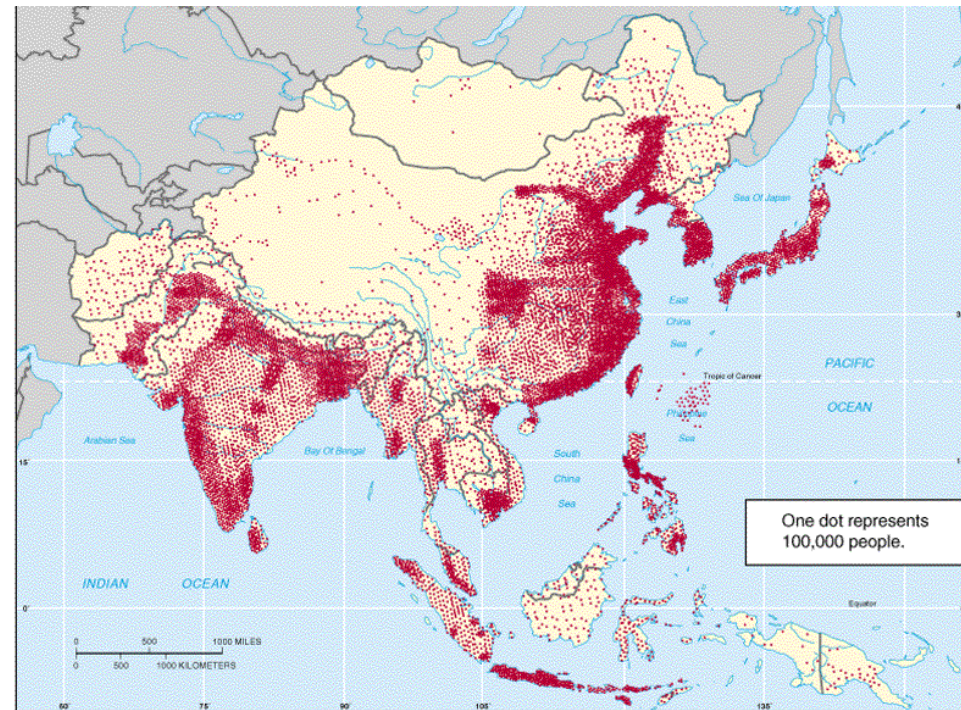 Sea Of Japan
East
China
Sea
PACIFIC
OCEAN
Tropic of Cancer
Philippine
Sea
Arabian Sea
Bay Of Bengal
South
China
Sea
15˚
One dot represents
100,000 people.
INDIAN OCEAN
Equator
0˚
0 500 1000 MILES
0 500 1000 KILOMETERS
60˚ 75˚ 90˚ 105˚ 135˚